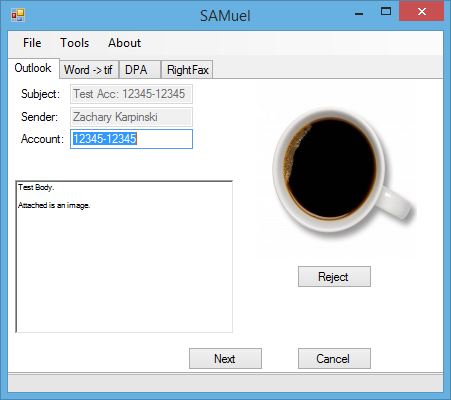 SAMuel
File Tools About
Outlook Word -> tif DPA RightFax
Subject: Test Acc: 12345-12345
Sender: Zachary Karpinski
Account: 12345-12345
Test Body.
Attached is an image.
Reject
Next Cancel